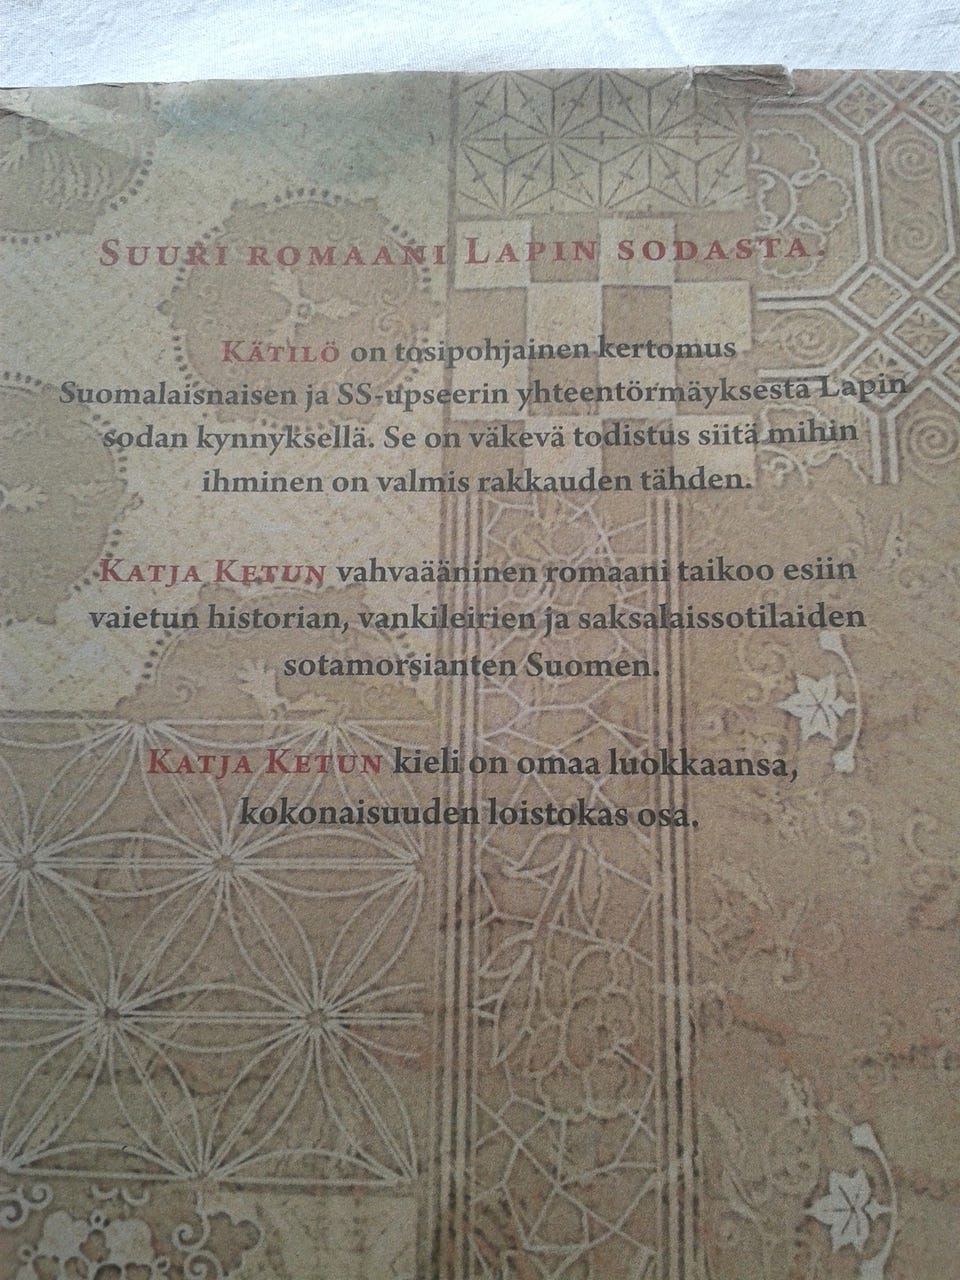 SUURI ROMAANI LAPIN SODASTA.
KÄTILÖ on tosipohjainen kertomus
Suomalaisnaisen ja SS-upseerin yhteentörmäyksestä Lapin
sodan kynnyksellä. Se on väkevä todistus siitä mihin
ihminen on valmis rakkauden tähden.
KATJA KETUN vahvaääninen romaani taikoo esiin
vaietun historian, vankileirien ja saksalaissotilaiden
sotamorsianten Suomen.
KATJA KETUN kieli on omaa luokkaansa,
kokonaisuuden loistokas osa.